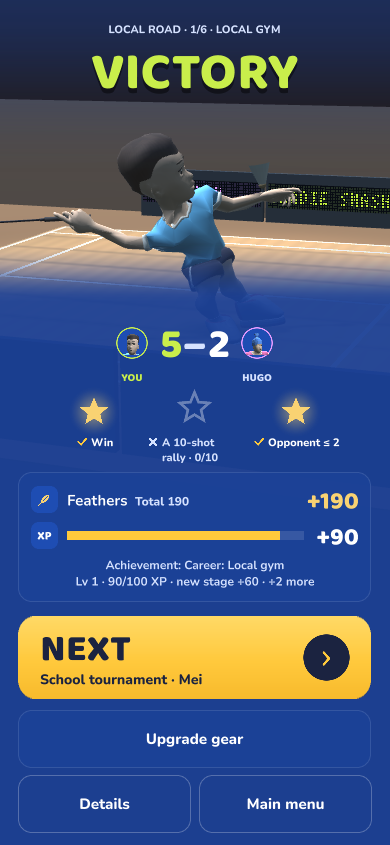 LOCAL ROAD · 1/6 · LOCAL GYM
VICTORY
5–2
YOU
HUGO
Win
A 10-shot
rally · 0/10
Opponent ≤ 2
Feathers Total 190
+190
XP
+90
Achievement: Career: Local gym
Lv 1 · 90/100 XP · new stage +60 · +2 more
NEXT
School tournament · Mei
Upgrade gear
Details
Main menu